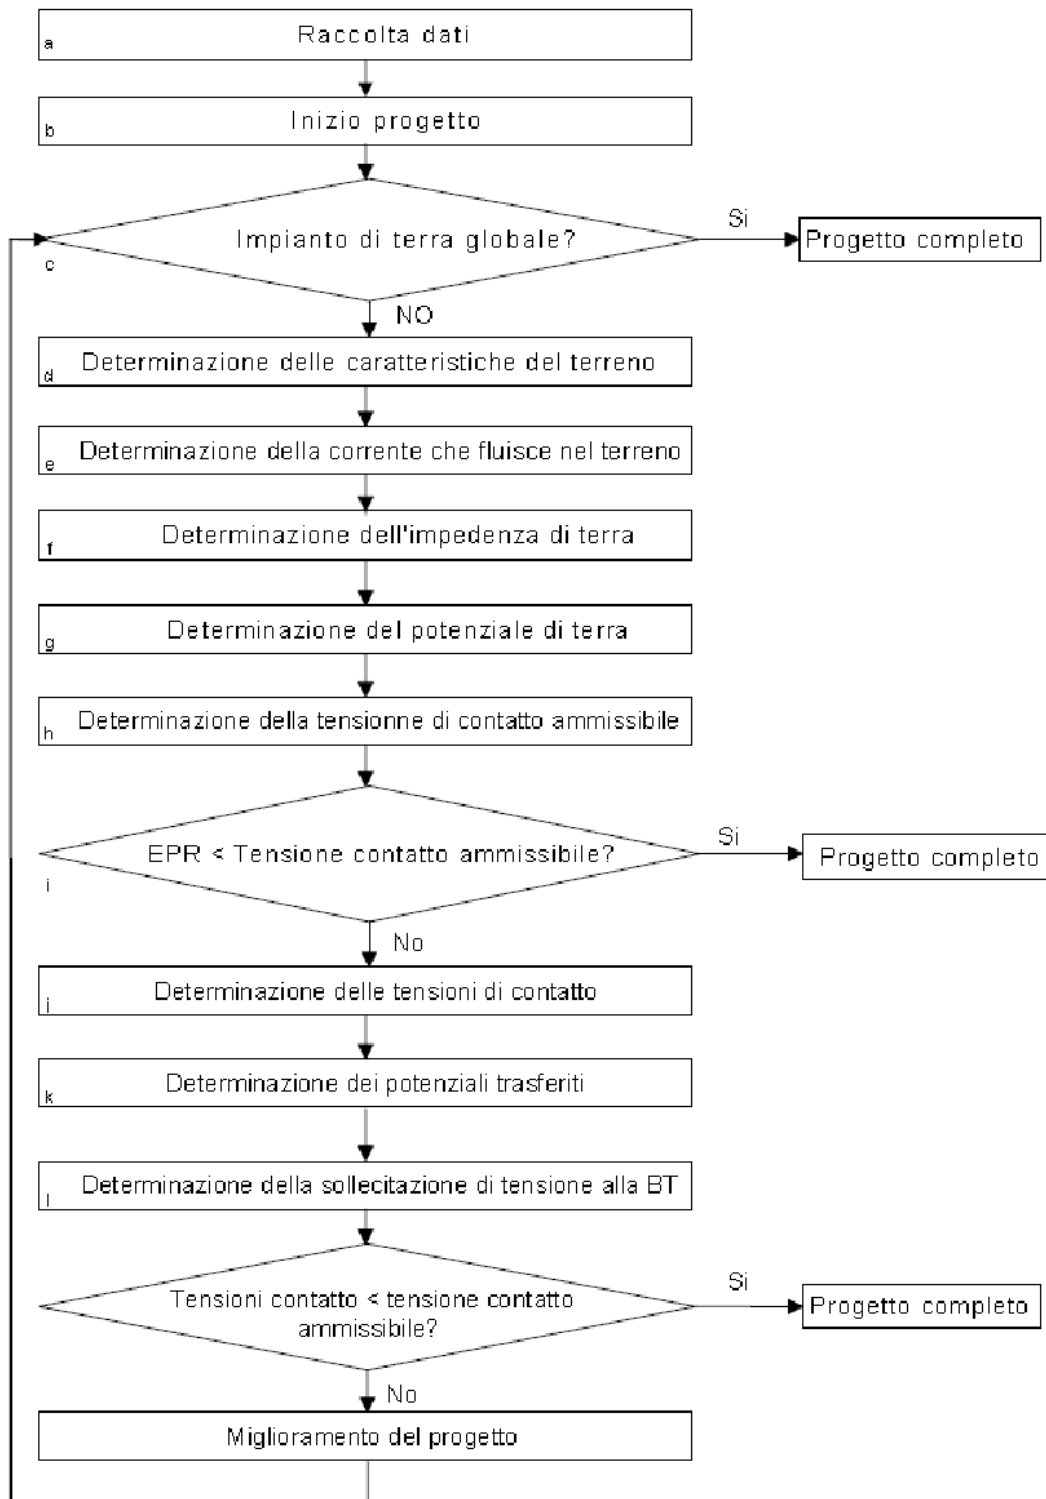 a
Raccolta dati
b
Inizio progetto
Impianto di terra globale?
c
Si
Progetto completo
NO
d
Determinazione delle caratteristiche del terreno
e
Determinazione della corrente che fluisce nel terreno
f
Determinazione dell'impedenza di terra
g
Determinazione del potenziale di terra
h
Determinazione della tensionne di contatto ammissibile
EPR < Tensione contatto ammissibile?
i
Si
Progetto completo
No
j
Determinazione delle tensioni di contatto
k
Determinazione dei potenziali trasferiti
l
Determinazione della sollecitazione di tensione alla BT
Tensioni contatto < tensione contatto
ammissibile?
Si
Progetto completo
No
Miglioramento del progetto